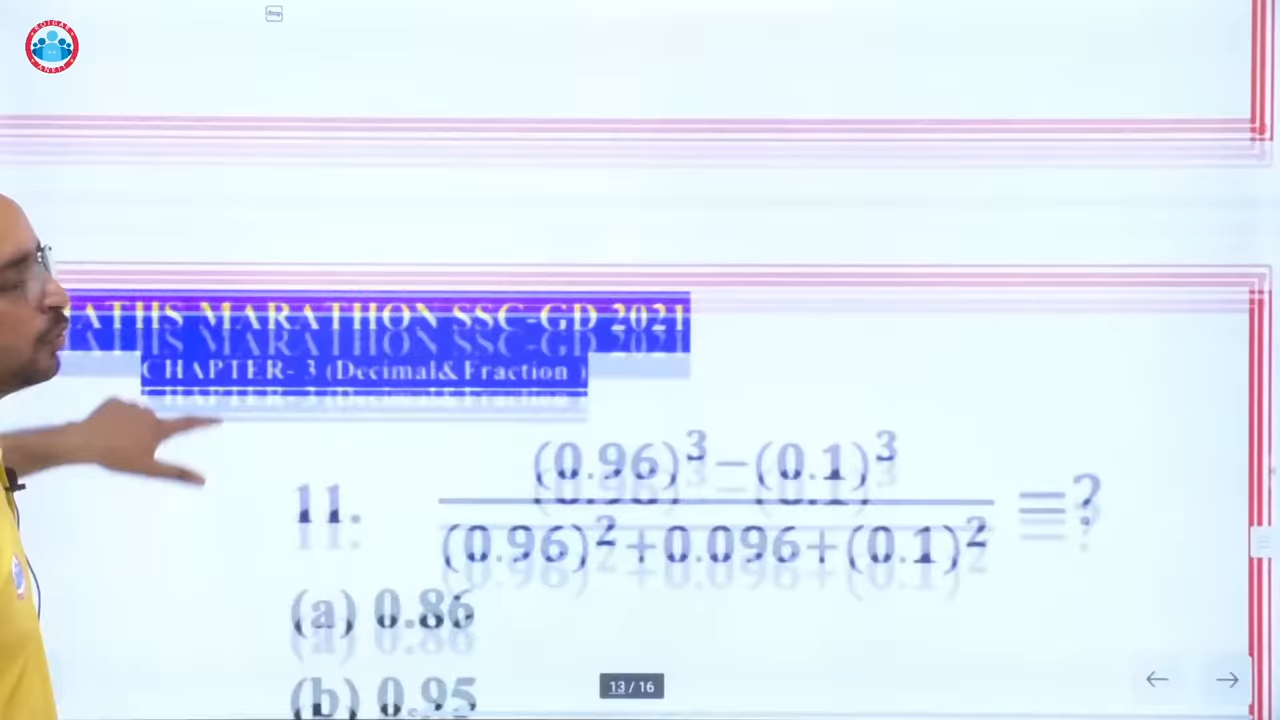 ATHS MARATHON SSC-GD 2021
CHAPTER- 3 (Decimal& Fraction )
11. (0.96)³−(0.1)³ / (0.96)²+0.096+(0.1)² =?
(a) 0.86
(b) 0.95
13 / 16